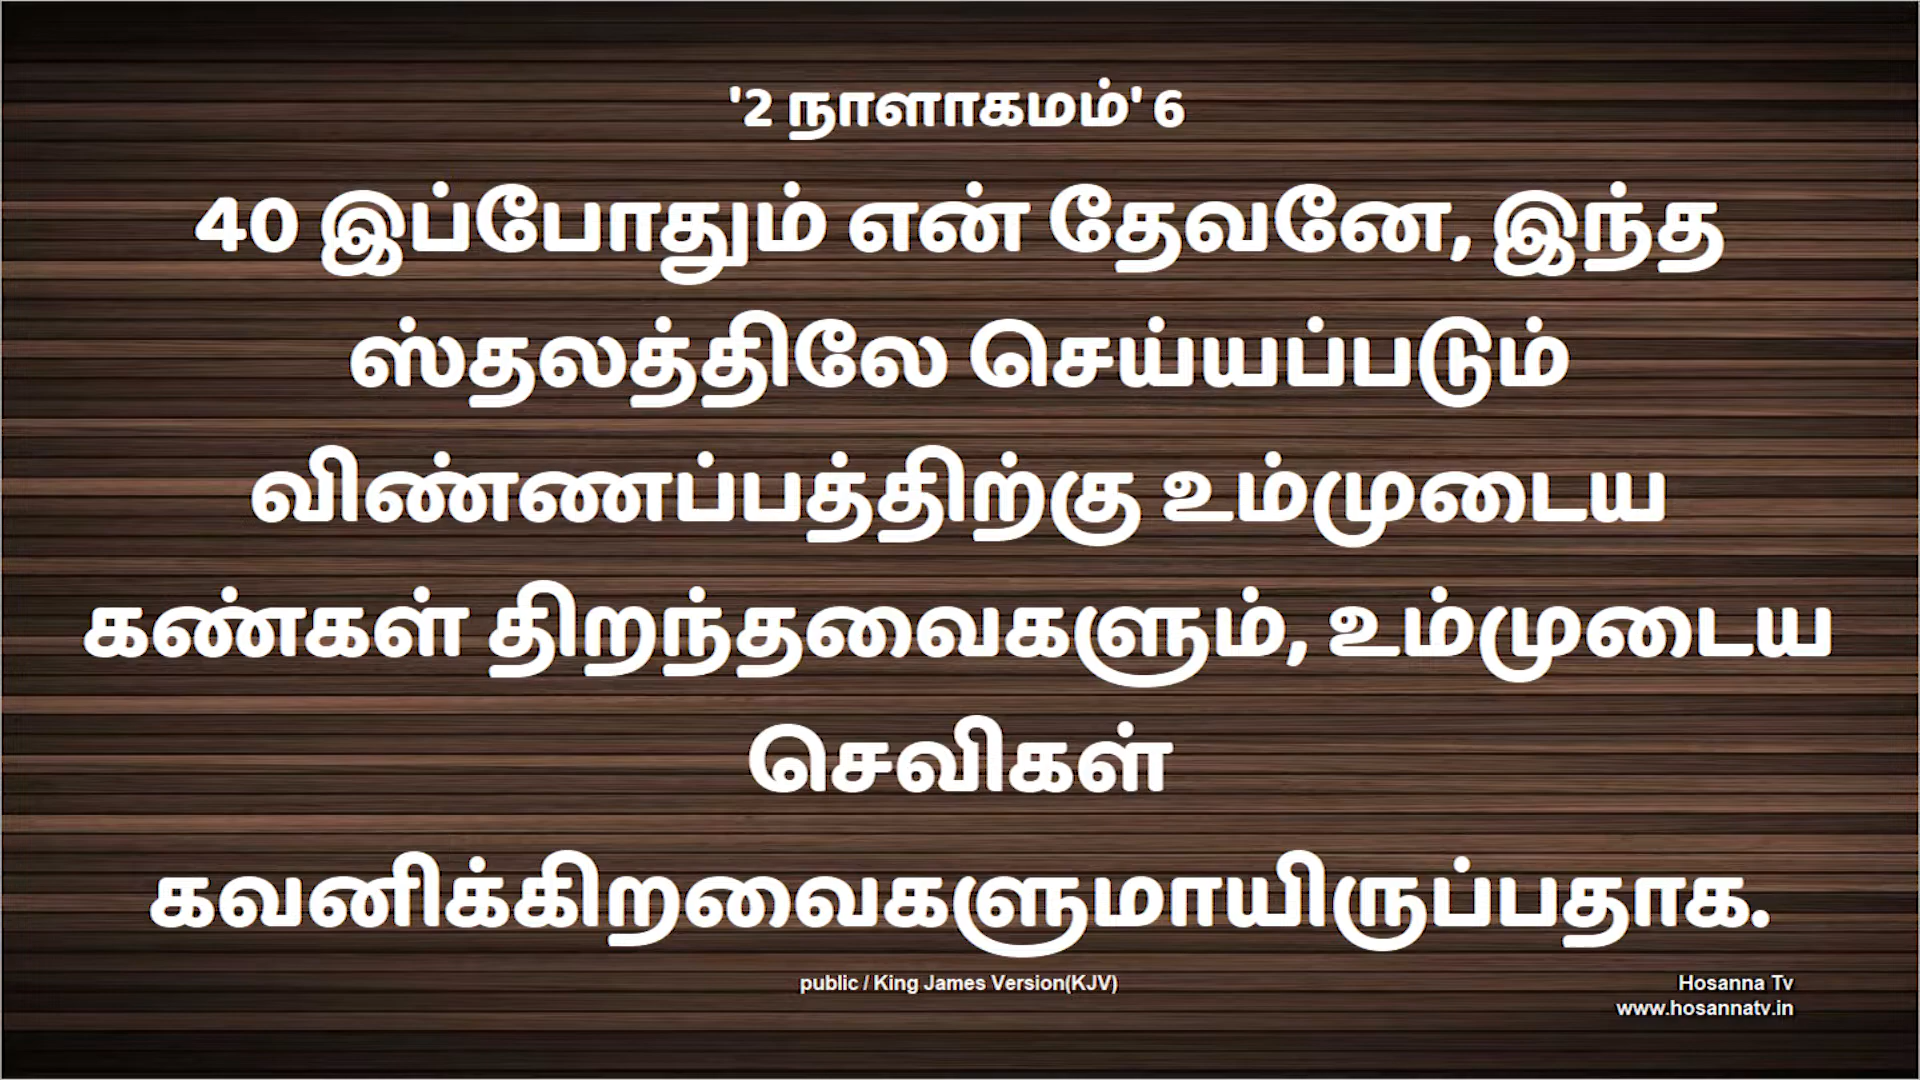 '2 நாளாகமம்' 6
40 இப்போதும் என் தேவனே, இந்த
ஸ்தலத்திலே செய்யப்படும்
விண்ணப்பத்திற்கு உம்முடைய
கண்கள் திறந்தவைகளும், உம்முடைய
செவிகள்
கவனிக்கிறவைகளுமாயிருப்பதாக.
public / King James Version(KJV)
Hosanna Tv
www.hosannatv.in